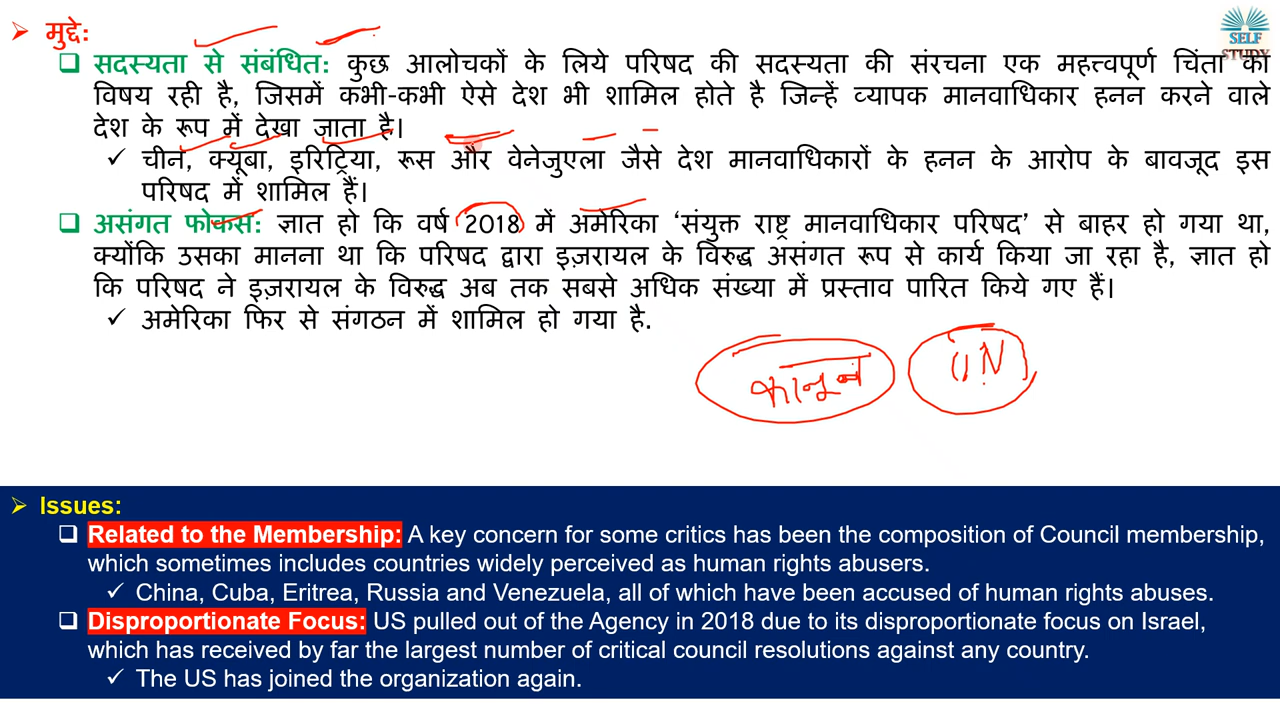 ➢ मुद्दे:
SELF
STUDY
❑ सदस्यता से संबंधित: कुछ आलोचकों के लिये परिषद की सदस्यता की संरचना एक महत्त्वपूर्ण चिंता का
विषय रही है, जिसमें कभी-कभी ऐसे देश भी शामिल होते है जिन्हें व्यापक मानवाधिकार हनन करने वाले
देश के रूप में देखा जाता है।
✓ चीन, क्यूबा, इरिट्रिया, रूस और वेनेजुएला जैसे देश मानवाधिकारों के हनन के आरोप के बावजूद इस
परिषद में शामिल हैं।
❑ असंगत फोकस: ज्ञात हो कि वर्ष 2018 में अमेरिका ‘संयुक्त राष्ट्र मानवाधिकार परिषद’ से बाहर हो गया था,
क्योंकि उसका मानना था कि परिषद द्वारा इज़रायल के विरुद्ध असंगत रूप से कार्य किया जा रहा है, ज्ञात हो
कि परिषद ने इज़रायल के विरुद्ध अब तक सबसे अधिक संख्या में प्रस्ताव पारित किये गए हैं।
✓ अमेरिका फिर से संगठन में शामिल हो गया है.
कानून UN
➢ Issues:
❑ Related to the Membership: A key concern for some critics has been the composition of Council membership,
which sometimes includes countries widely perceived as human rights abusers.
✓ China, Cuba, Eritrea, Russia and Venezuela, all of which have been accused of human rights abuses.
❑ Disproportionate Focus: US pulled out of the Agency in 2018 due to its disproportionate focus on Israel,
which has received by far the largest number of critical council resolutions against any country.
✓ The US has joined the organization again.